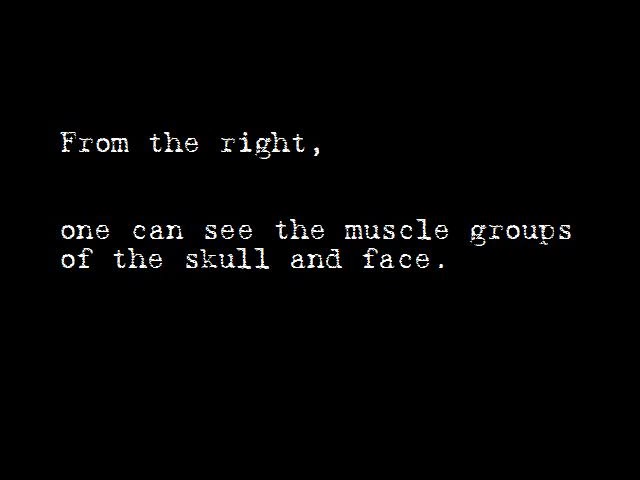 From the right,
one can see the muscle groups
of the skull and face.